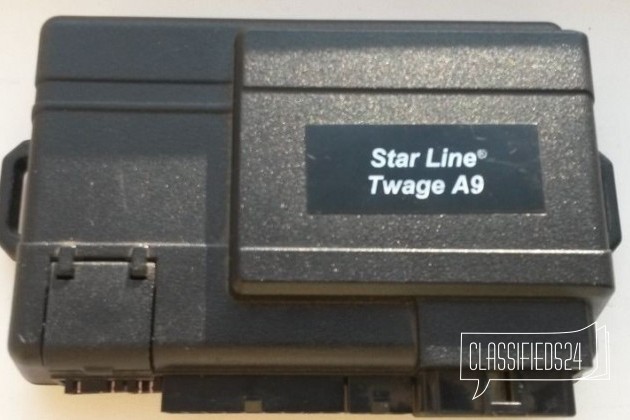 Star Line®
Twage A9
CLASSIFIEDS24